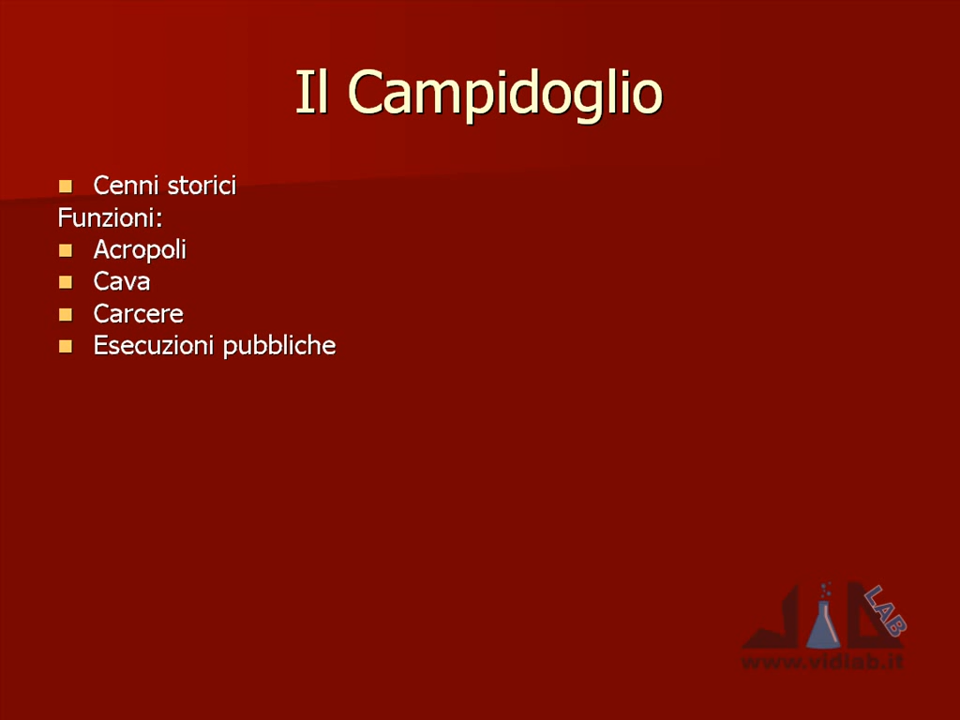 Il Campidoglio
Cenni storici
Funzioni:
Acropoli
Cava
Carcere
Esecuzioni pubbliche
LAB
www.vidlab.it